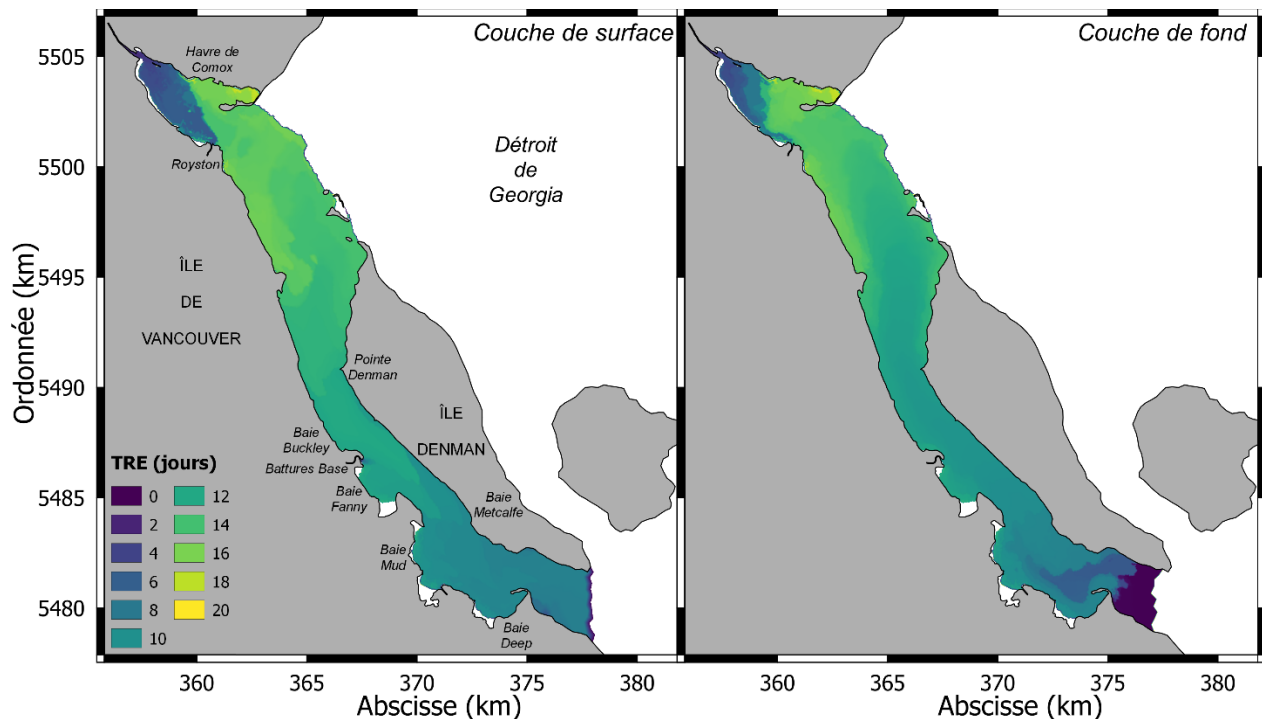 Couche de surface
Havre de
Comox
Détroit
de
Georgia
Royston
ÎLE
DE
VANCOUVER
Pointe
Denman
ÎLE
DENMAN
Baie
Buckley
Battures Base
Baie
Fanny
Baie
Metcalfe
Baie
Mud
Baie
Deep
TRE (jours)
0 12
2 14
4 16
6 18
8 20
10
Ordonnée (km)
5505
5500
5495
5490
5485
5480
360 365 370 375 380
Abscisse (km)
Couche de fond
360 365 370 375 380
Abscisse (km)